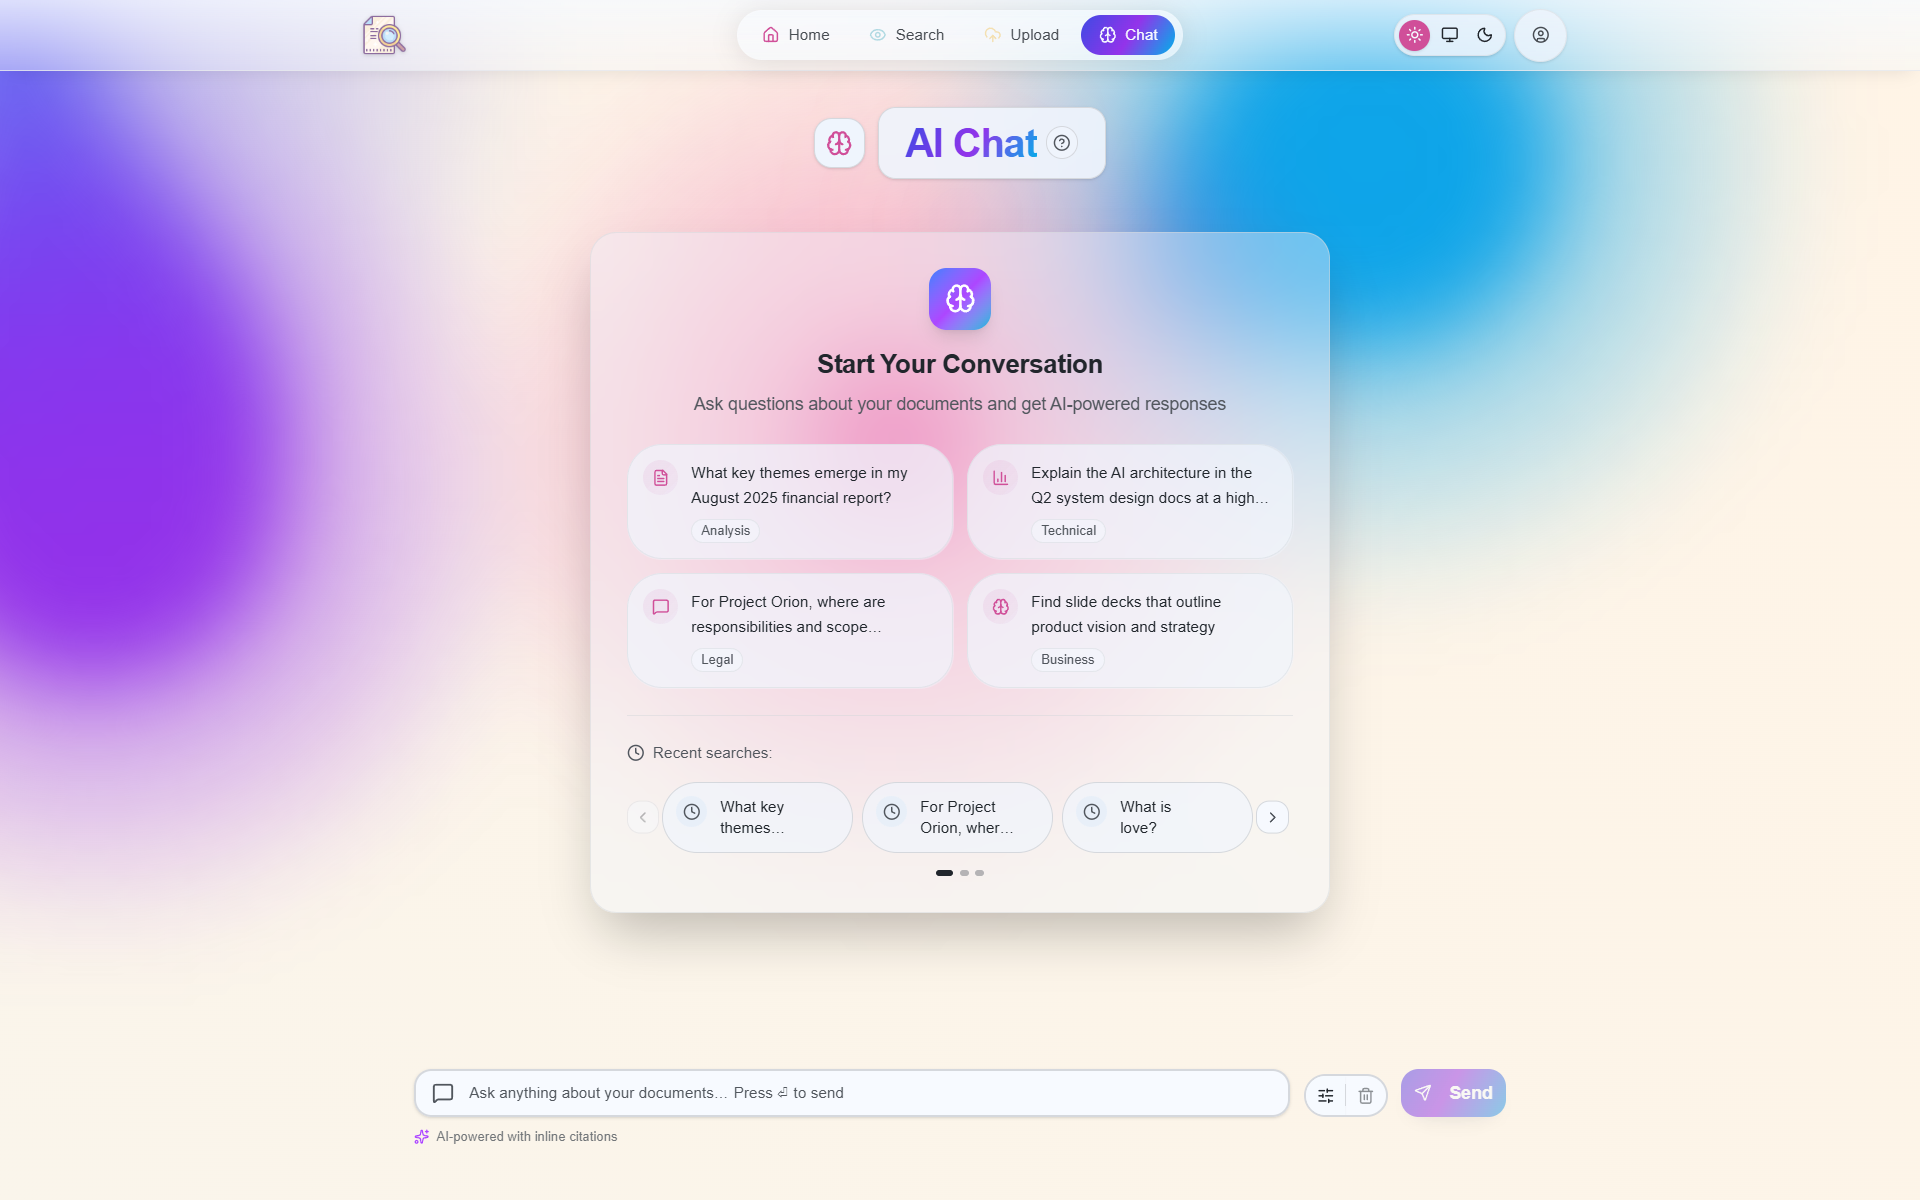 Home
Search
Upload
Chat
AI Chat
Start Your Conversation
Ask questions about your documents and get AI-powered responses
What key themes emerge in my
August 2025 financial report?
Analysis
Explain the AI architecture in the
Q2 system design docs at a high…
Technical
For Project Orion, where are
responsibilities and scope…
Legal
Find slide decks that outline
product vision and strategy
Business
Recent searches:
What key
themes…
For Project
Orion, wher…
What is
love?
Ask anything about your documents… Press ⏎ to send
Send
AI-powered with inline citations